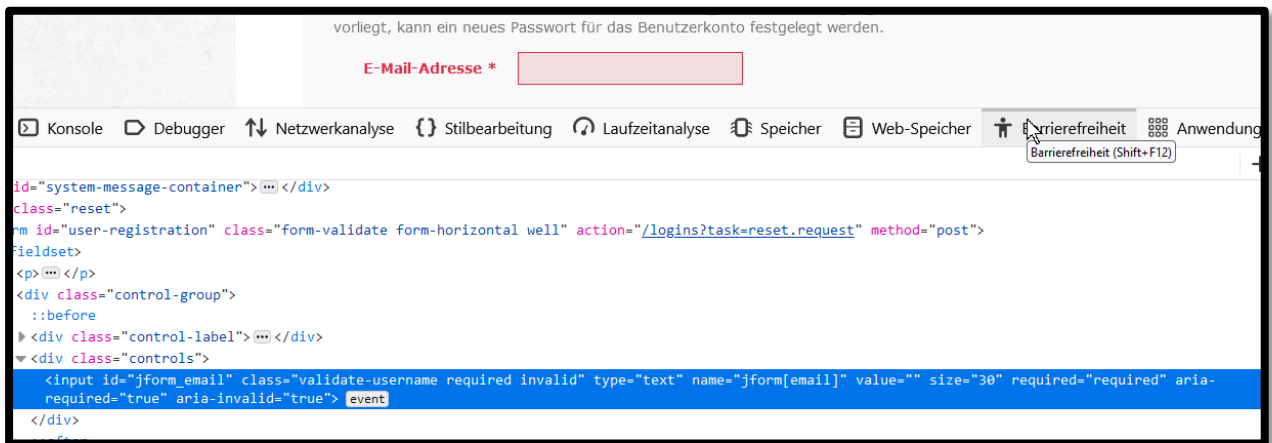 vorliegt, kann ein neues Passwort für das Benutzerkonto festgelegt werden.
E-Mail-Adresse *
Konsole Debugger Netzwerkanalyse {} Stilbearbeitung Laufzeitanalyse Speicher Web-Speicher Barrierefreiheit Anwendung
Barrierefreiheit (Shift+F12)
id="system-message-container"> ··· </div>
class="reset">
rm id="user-registration" class="form-validate form-horizontal well" action="/logins?task=reset.request" method="post">
fieldset>
<p> ··· </p>
<div class="control-group">
::before
<div class="control-label"> ··· </div>
<div class="controls">
<input id="jform_email" class="validate-username required invalid" type="text" name="jform[email]" value="" size="30" required="required" aria-
required="true" aria-invalid="true"> event
</div>